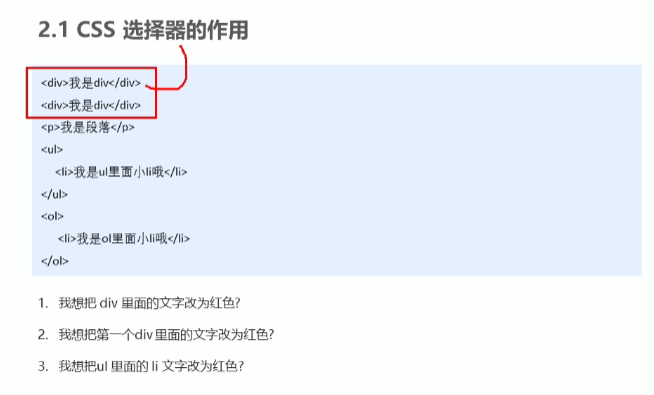 2.1 CSS 选择器的作用
<div>我是div</div>
<div>我是div</div>
<p>我是段落</p>
<ul>
<li>我是ul里面小li哦</li>
</ul>
<ol>
<li>我是ol里面小li哦</li>
</ol>
1. 我想把 div 里面的文字改为红色?
2. 我想把第一个div 里面的文字改为红色?
3. 我想把ul 里面的 li 文字改为红色?